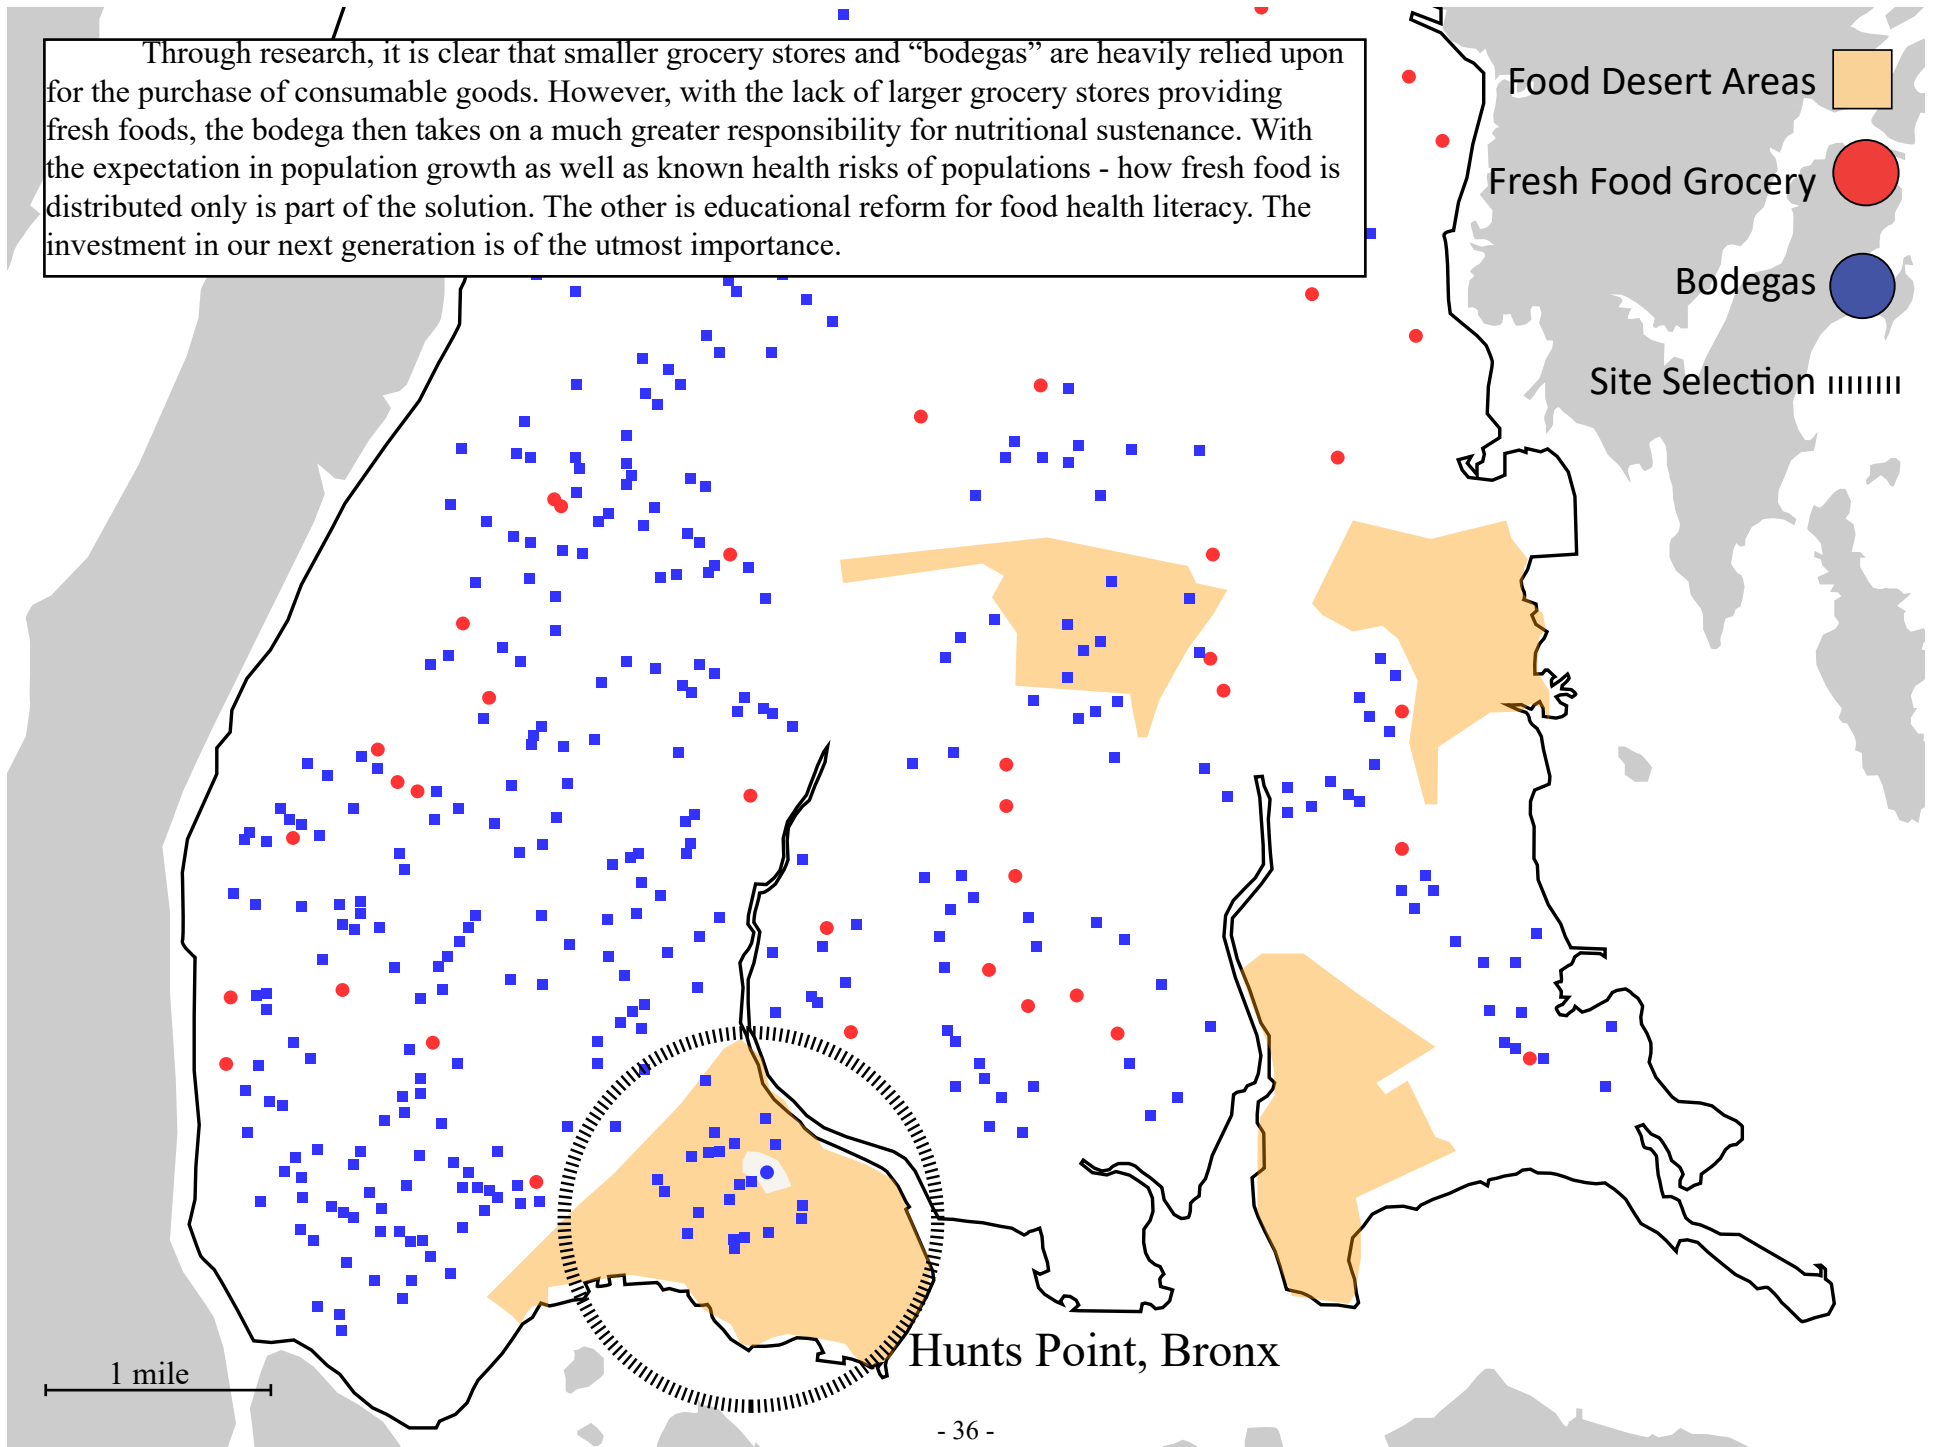 Through research, it is clear that smaller grocery stores and “bodegas” are heavily relied upon
for the purchase of consumable goods. However, with the lack of larger grocery stores providing
fresh foods, the bodega then takes on a much greater responsibility for nutritional sustenance. With
the expectation in population growth as well as known health risks of populations - how fresh food is
distributed only is part of the solution. The other is educational reform for food health literacy. The
investment in our next generation is of the utmost importance.
Food Desert Areas
Fresh Food Grocery
Bodegas
Site Selection
Hunts Point, Bronx
1 mile
- 36 -